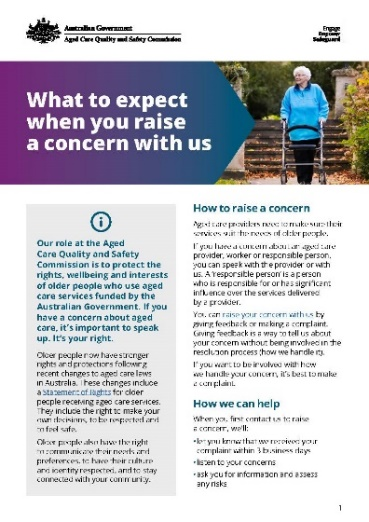 Australian Government
Aged Care Quality and Safety Commission
Engage
Empower
Safeguard
What to expect
when you raise
a concern with us
Our role at the Aged
Care Quality and Safety
Commission is to protect the
rights, wellbeing and interests
of older people who use aged
care services funded by the
Australian Government. If you
have a concern about aged
care, it's important to speak
up. It's your right.
Older people now have stronger
rights and protections following
recent changes to aged care laws
in Australia. These changes include
a Statement of Rights for older
people receiving aged care services.
They include the right to make your
own decisions, to be respected and
to feel safe.
Older people also have the right
to communicate their needs and
preferences, to have their culture
and identity respected, and to stay
connected with your community.
How to raise a concern
Aged care providers need to make sure their
services suit the needs of older people.
If you have a concern about an aged care
provider, worker or responsible person,
you can speak with the provider or with
us. A 'responsible person' is a person
who is responsible for or has significant
influence over the services delivered
by a provider.
You can raise your concern with us by
giving feedback or making a complaint.
Giving feedback is a way to tell us about
your concern without being involved in the
resolution process (how we handle it).
If you want to be involved with how
we handle your concern, it's best to make
a complaint.
How we can help
When you first contact us to raise
a concern, we'll:
• let you know that we received your
complaint within 3 business days
• listen to your concerns
• ask you for information and assess
any risks
1